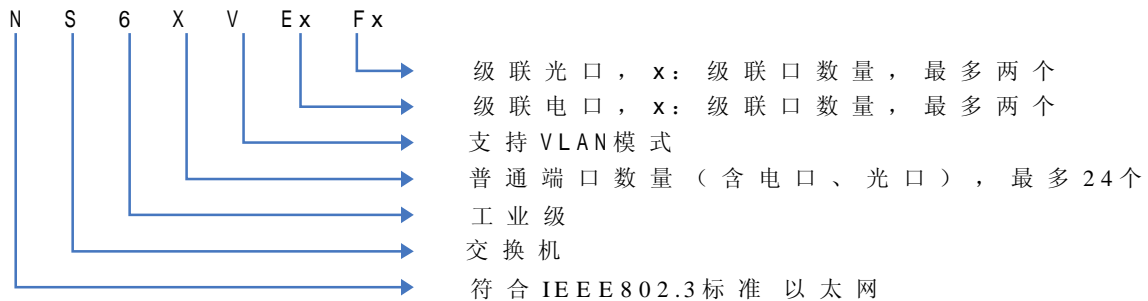 N S 6 X V Ex Fx
级联光口，x：级联口数量，最多两个
级联电口，x：级联口数量，最多两个
支持VLAN模式
普通端口数量（含电口、光口），最多24个
工业级
交换机
符合IEEE802.3标准 以太网